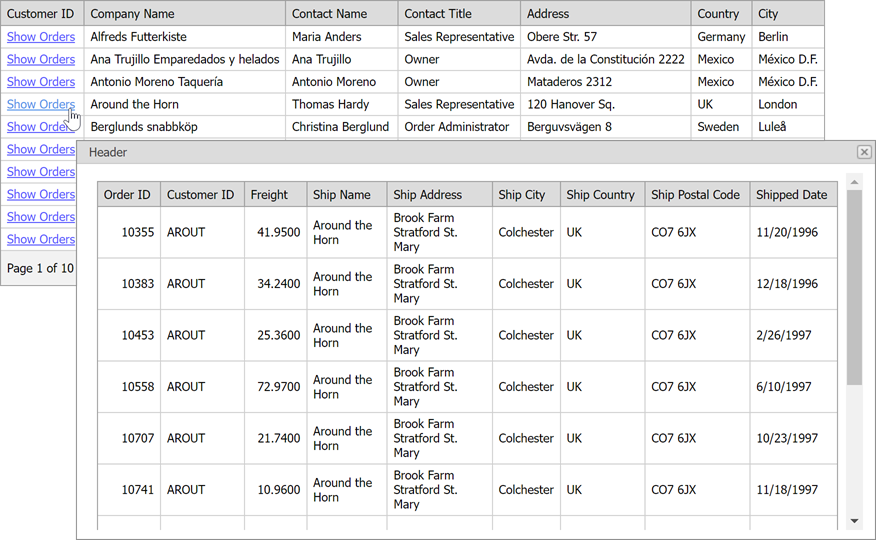 Customer ID Company Name Contact Name Contact Title Address Country City
Show Orders Alfreds Futterkiste Maria Anders Sales Representative Obere Str. 57 Germany Berlin
Show Orders Ana Trujillo Emparedados y helados Ana Trujillo Owner Avda. de la Constitución 2222 Mexico México D.F.
Show Orders Antonio Moreno Taquería Antonio Moreno Owner Mataderos 2312 Mexico México D.F.
Show Orders Around the Horn Thomas Hardy Sales Representative 120 Hanover Sq. UK London
Show Orders Berglunds snabbköp Christina Berglund Order Administrator Berguvsvägen 8 Sweden Luleå
Show Orders
Show Orders
Show Orders
Show Orders
Show Orders
Page 1 of 10
Header
Order ID Customer ID Freight Ship Name Ship Address Ship City Ship Country Ship Postal Code Shipped Date
10355 AROUT 41.9500 Around the Horn Brook Farm Stratford St. Mary Colchester UK CO7 6JX 11/20/1996
10383 AROUT 34.2400 Around the Horn Brook Farm Stratford St. Mary Colchester UK CO7 6JX 12/18/1996
10453 AROUT 25.3600 Around the Horn Brook Farm Stratford St. Mary Colchester UK CO7 6JX 2/26/1997
10558 AROUT 72.9700 Around the Horn Brook Farm Stratford St. Mary Colchester UK CO7 6JX 6/10/1997
10707 AROUT 21.7400 Around the Horn Brook Farm Stratford St. Mary Colchester UK CO7 6JX 10/23/1997
10741 AROUT 10.9600 Around the Horn Brook Farm Stratford St. Mary Colchester UK CO7 6JX 11/18/1997